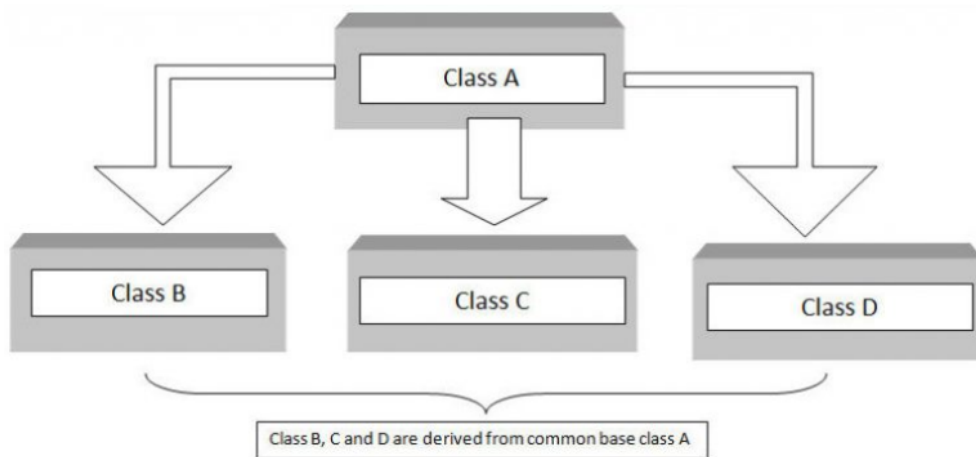 Class A
Class B
Class C
Class D
Class B, C and D are derived from common base class A